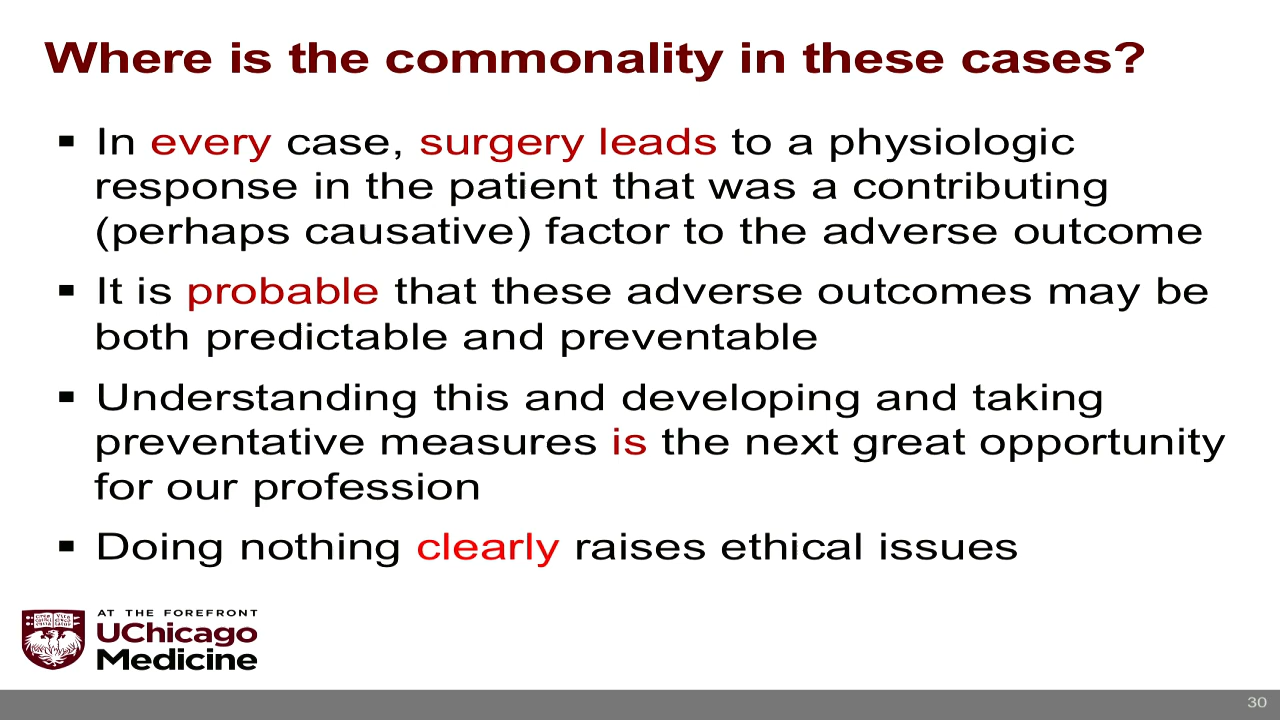 Where is the commonality in these cases?
▪ In every case, surgery leads to a physiologic
response in the patient that was a contributing
(perhaps causative) factor to the adverse outcome
▪ It is probable that these adverse outcomes may be
both predictable and preventable
▪ Understanding this and developing and taking
preventative measures is the next great opportunity
for our profession
▪ Doing nothing clearly raises ethical issues
AT THE FOREFRONT
UChicago
Medicine
30